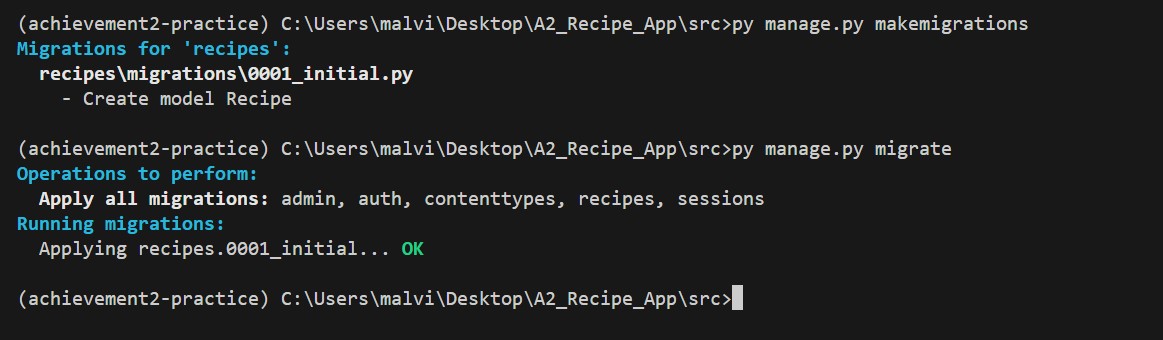 (achievement2-practice) C:\Users\malvi\Desktop\A2_Recipe_App\src>py manage.py makemigrations
Migrations for 'recipes':
  recipes\migrations\0001_initial.py
    - Create model Recipe
(achievement2-practice) C:\Users\malvi\Desktop\A2_Recipe_App\src>py manage.py migrate
Operations to perform:
  Apply all migrations: admin, auth, contenttypes, recipes, sessions
Running migrations:
  Applying recipes.0001_initial... OK
(achievement2-practice) C:\Users\malvi\Desktop\A2_Recipe_App\src>